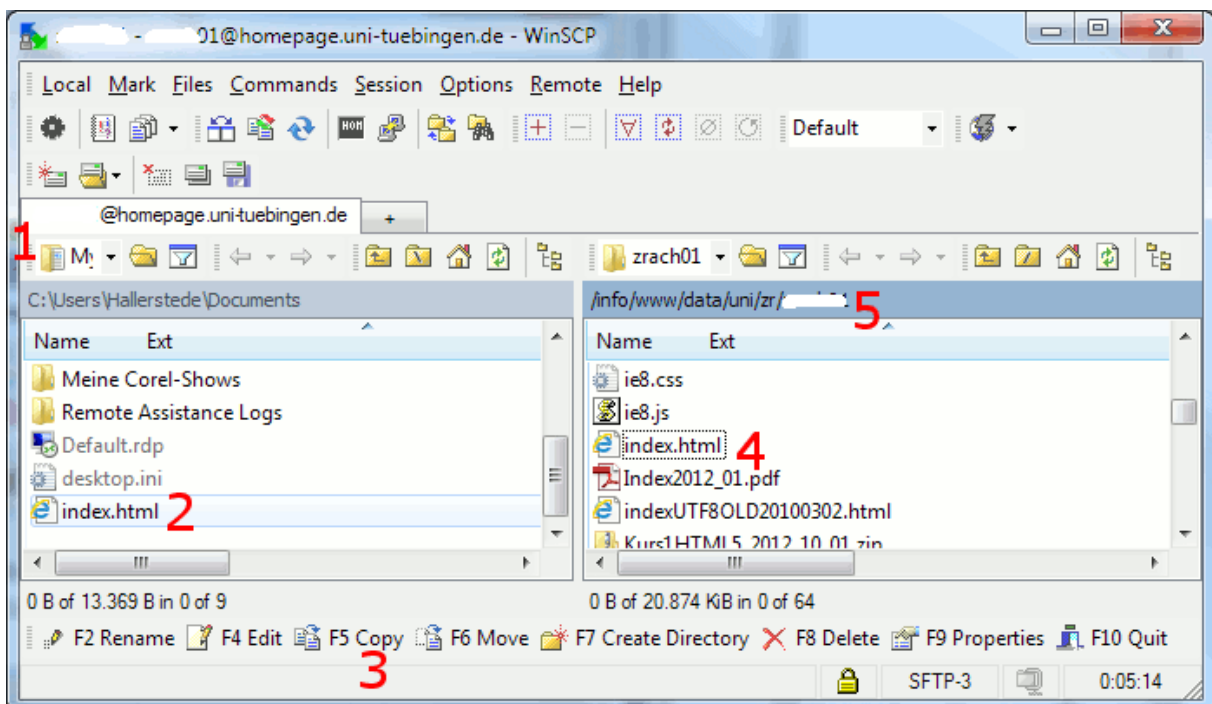 - 01@homepage.uni-tuebingen.de - WinSCP
Local Mark Files Commands Session Options Remote Help
Default
@homepage.uni-tuebingen.de +
1 My zrach01
C:\Users\Hallerstede\Documents /info/www/data/uni/zr/ 5
Name Ext Name Ext
Meine Corel-Shows ie8.css
Remote Assistance Logs ie8.js
Default.rdp index.html 4
desktop.ini Index2012_01.pdf
index.html 2 indexUTF8OLD20100302.html
Kurs1HTML5_2012_10_01.zip
0 B of 13.369 B in 0 of 9 0 B of 20.874 KiB in 0 of 64
F2 Rename F4 Edit F5 Copy F6 Move F7 Create Directory F8 Delete F9 Properties F10 Quit
3
SFTP-3 0:05:14